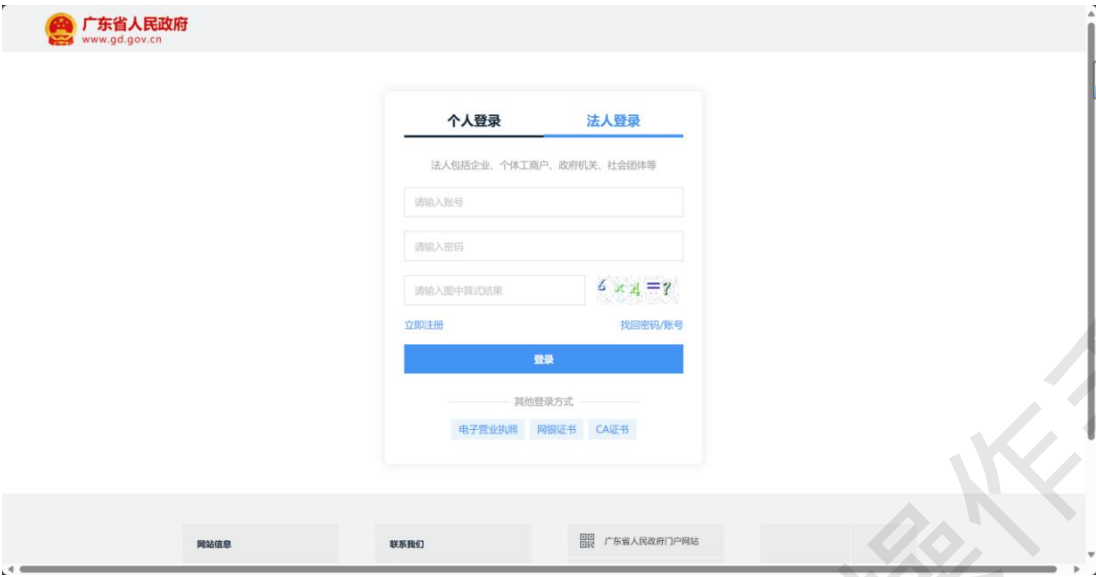 广东省人民政府
www.gd.gov.cn
个人登录 法人登录
法人包括企业、个体工商户、政府机关、社会团体等
请输入账号
请输入密码
请输入图中算式结果
立即注册 找回密码/账号
登录
其他登录方式
电子营业执照 网银证书 CA证书
网站信息 联系我们 广东省人民政府门户网站
操作